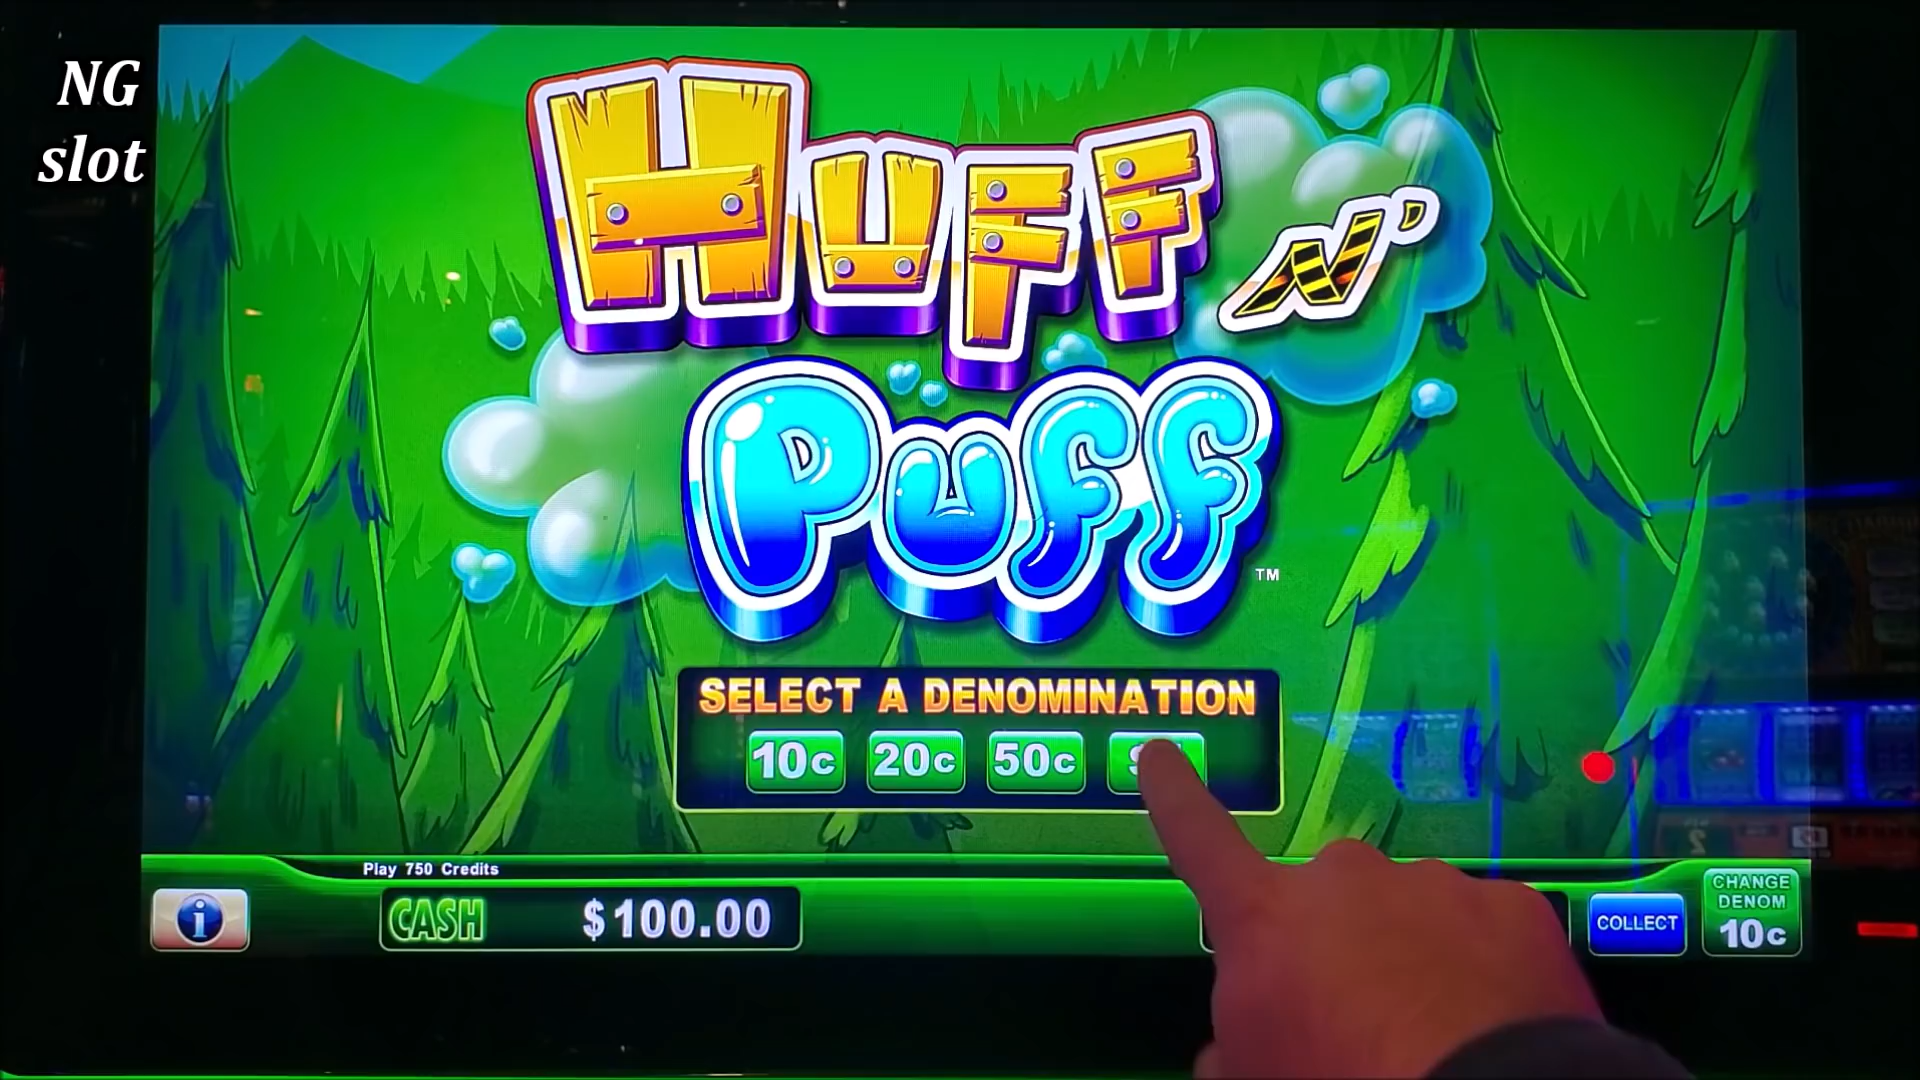 NG
slot
HUFF N'
PUFF
TM
SELECT A DENOMINATION
10c 20c 50c
Play 750 Credits
CASH $100.00
COLLECT
CHANGE
DENOM
10c